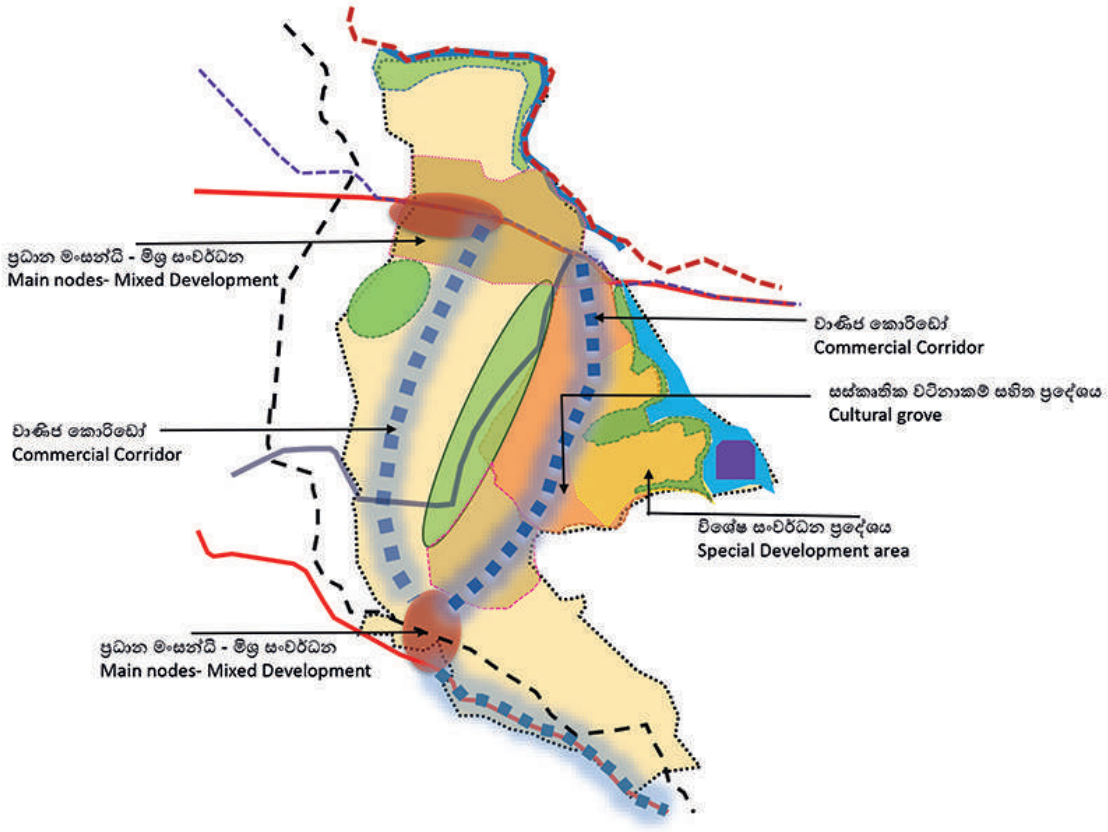 ප්‍රධාන මංසන්ධි - මිශ්‍ර සංවර්ධන
Main nodes- Mixed Development
වාණිජ කොරිඩෝ
Commercial Corridor
සස්කෘතික වටිනාකම් සහිත ප්‍රදේශය
Cultural grove
වාණිජ කොරිඩෝ
Commercial Corridor
විශේෂ සංවර්ධන ප්‍රදේශය
Special Development area
ප්‍රධාන මංසන්ධි - මිශ්‍ර සංවර්ධන
Main nodes- Mixed Development